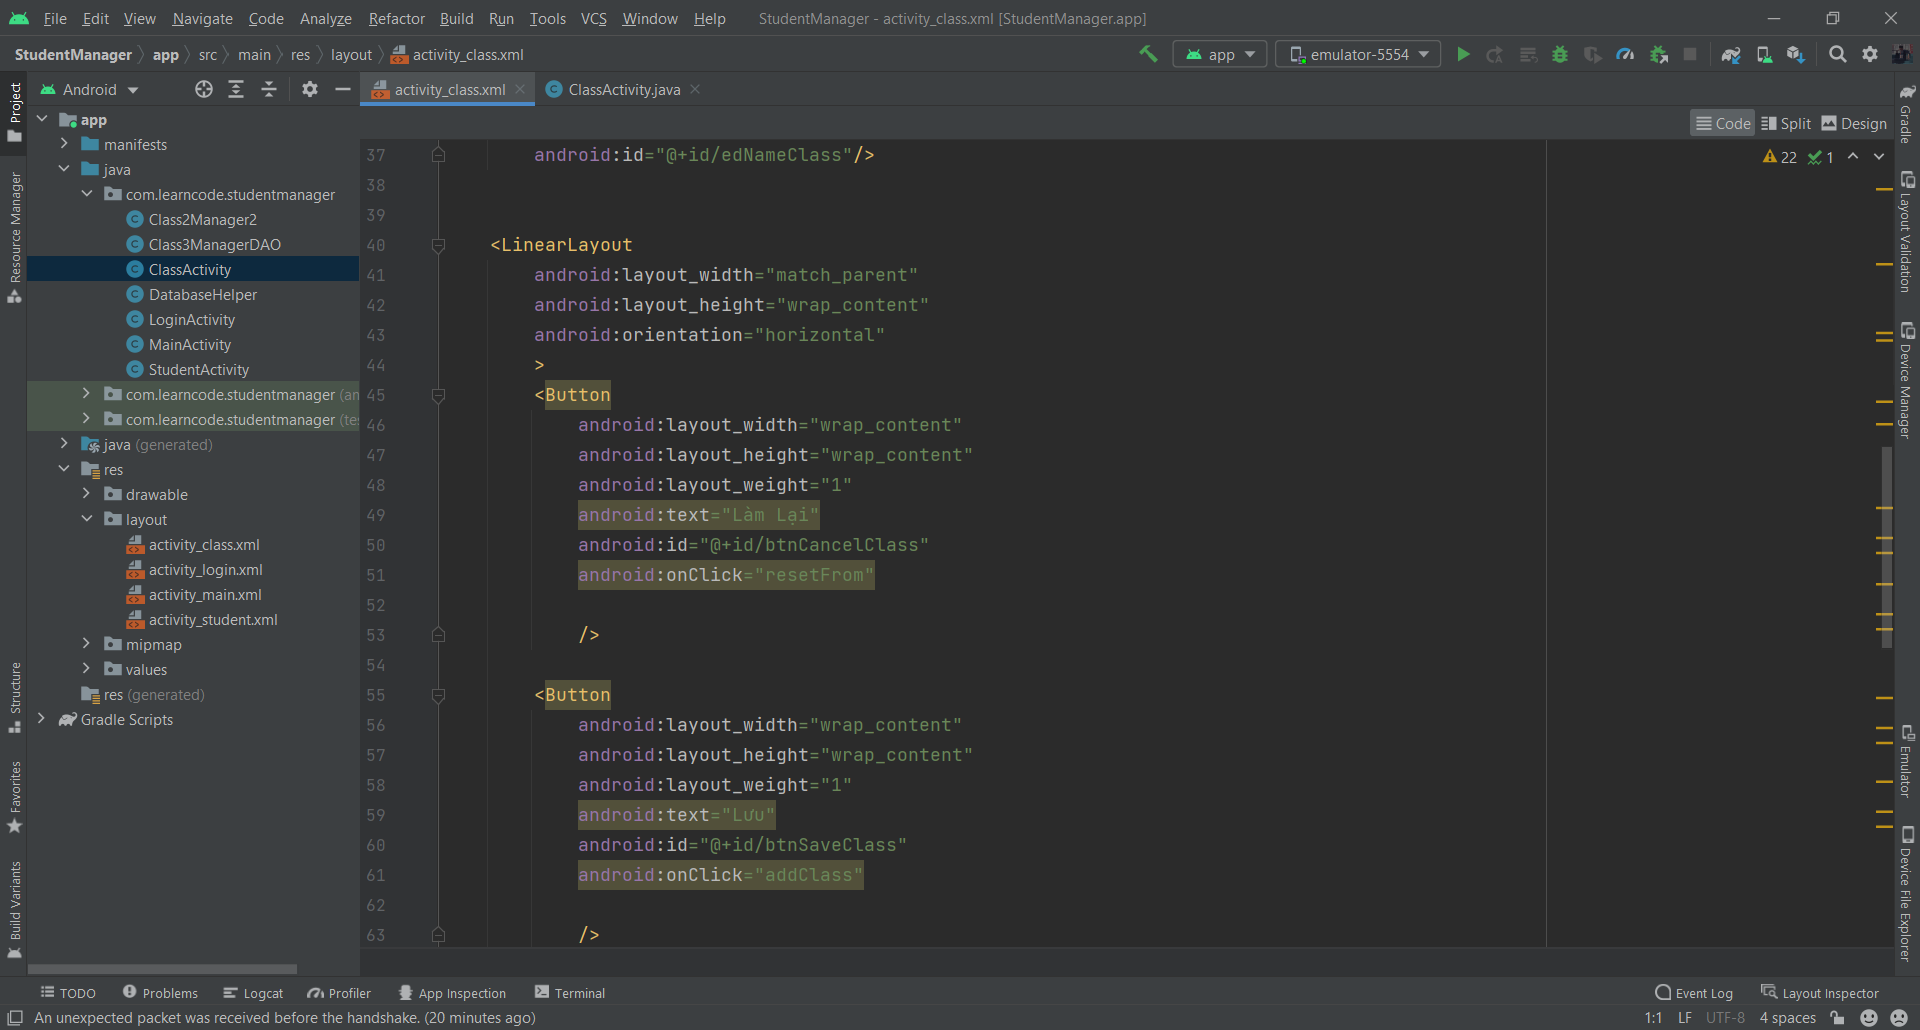 File Edit View Navigate Code Analyze Refactor Build Run Tools VCS Window Help StudentManager - activity_class.xml [StudentManager.app]
StudentManager app src main res layout activity_class.xml app emulator-5554
Project
Android
activity_class.xml ClassActivity.java
Code Split Design
22 1
app
manifests
java
com.learncode.studentmanager
Class2Manager2
Class3ManagerDAO
ClassActivity
DatabaseHelper
LoginActivity
MainActivity
StudentActivity
com.learncode.studentmanager (an
com.learncode.studentmanager (te
java (generated)
res
drawable
layout
activity_class.xml
activity_login.xml
activity_main.xml
activity_student.xml
mipmap
values
res (generated)
Gradle Scripts
Resource Manager
Structure
Favorites
Build Variants
37 android:id="@+id/edNameClass"/>
38
39
40 <LinearLayout
41 android:layout_width="match_parent"
42 android:layout_height="wrap_content"
43 android:orientation="horizontal"
44 >
45 <Button
46 android:layout_width="wrap_content"
47 android:layout_height="wrap_content"
48 android:layout_weight="1"
49 android:text="Làm Lại"
50 android:id="@+id/btnCancelClass"
51 android:onClick="resetFrom"
52
53 />
54
55 <Button
56 android:layout_width="wrap_content"
57 android:layout_height="wrap_content"
58 android:layout_weight="1"
59 android:text="Lưu"
60 android:id="@+id/btnSaveClass"
61 android:onClick="addClass"
62
63 />
Gradle
Layout Validation
Device Manager
Emulator
Device File Explorer
TODO Problems Logcat Profiler App Inspection Terminal Event Log Layout Inspector
An unexpected packet was received before the handshake. (20 minutes ago) 1:1 LF UTF-8 4 spaces